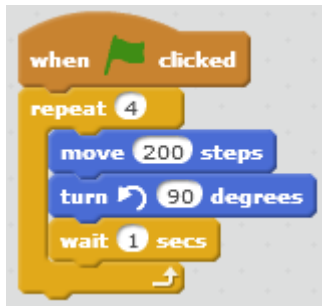 when clicked
repeat 4
move 200 steps
turn 90 degrees
wait 1 secs